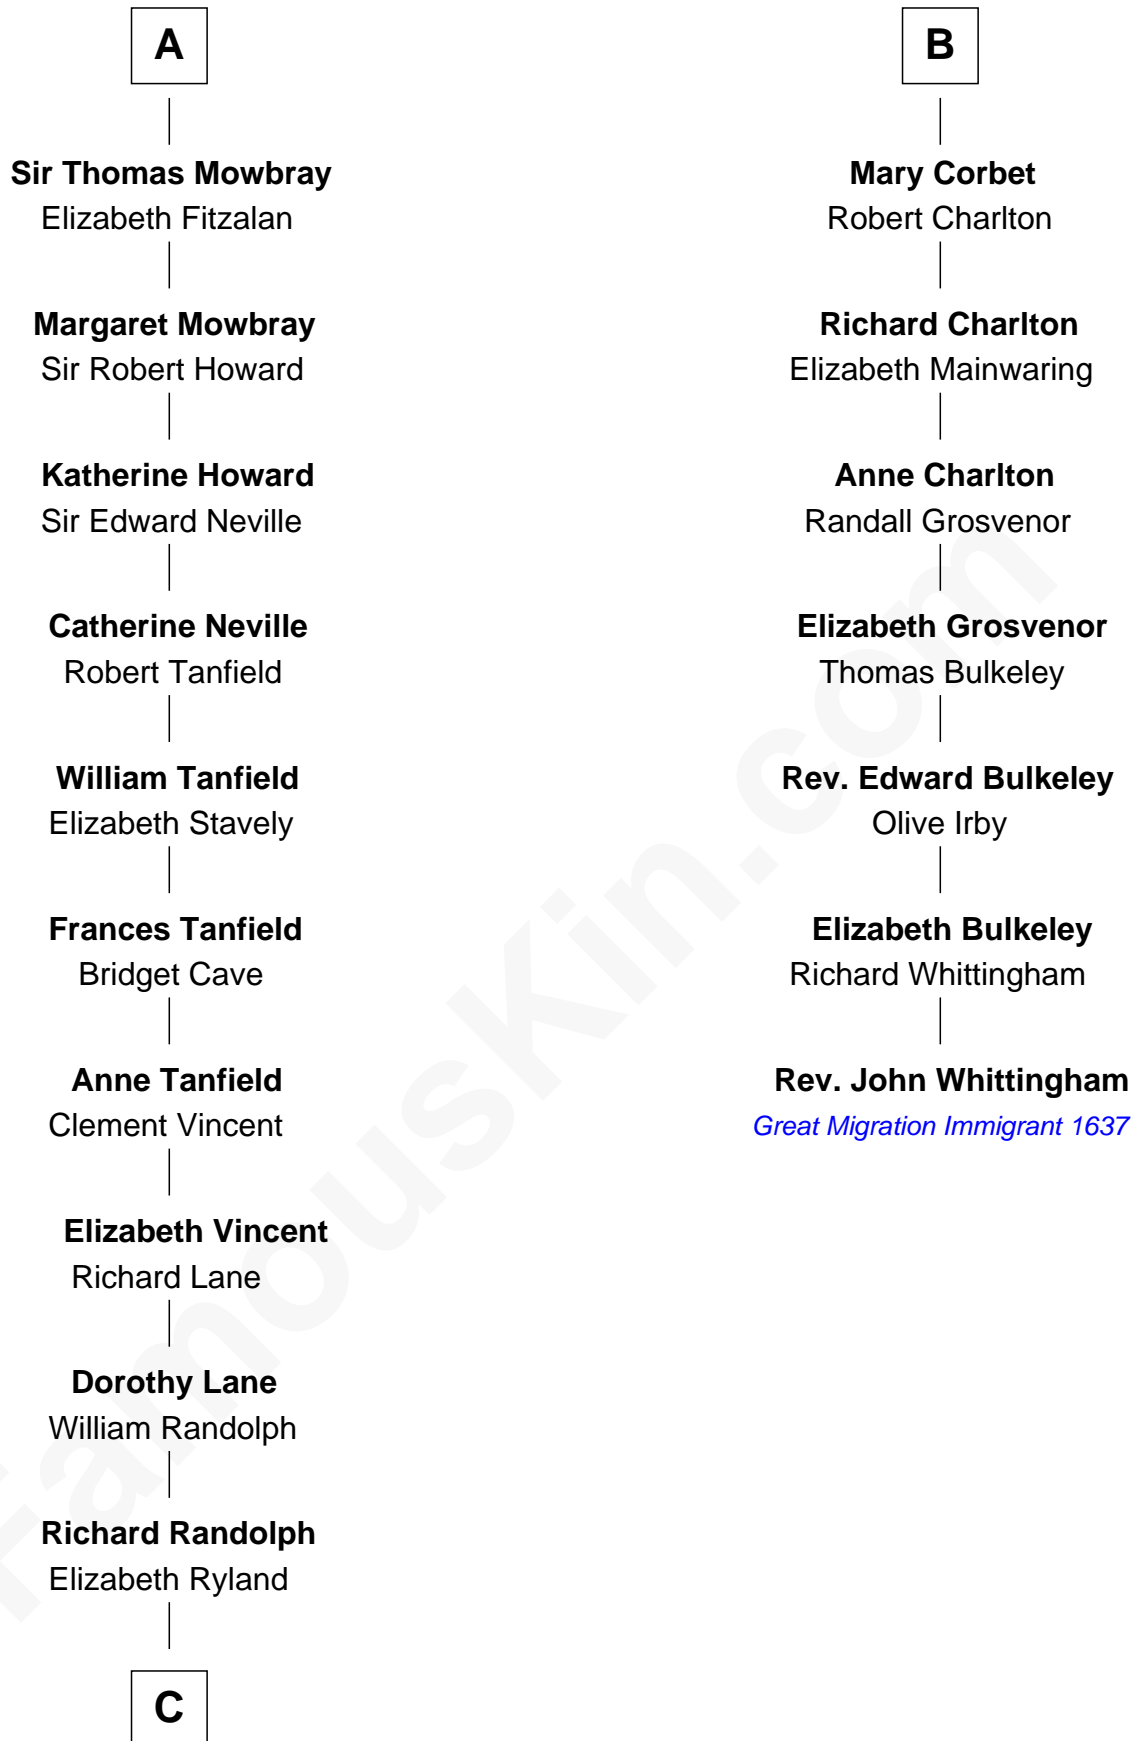 A
Sir Thomas Mowbray
Elizabeth Fitzalan
Margaret Mowbray
Sir Robert Howard
Katherine Howard
Sir Edward Neville
Catherine Neville
Robert Tanfield
William Tanfield
Elizabeth Stavely
Frances Tanfield
Bridget Cave
Anne Tanfield
Clement Vincent
Elizabeth Vincent
Richard Lane
Dorothy Lane
William Randolph
Richard Randolph
Elizabeth Ryland
C
B
Mary Corbet
Robert Charlton
Richard Charlton
Elizabeth Mainwaring
Anne Charlton
Randall Grosvenor
Elizabeth Grosvenor
Thomas Bulkeley
Rev. Edward Bulkeley
Olive Irby
Elizabeth Bulkeley
Richard Whittingham
Rev. John Whittingham
Great Migration Immigrant 1637
FamousKin.com